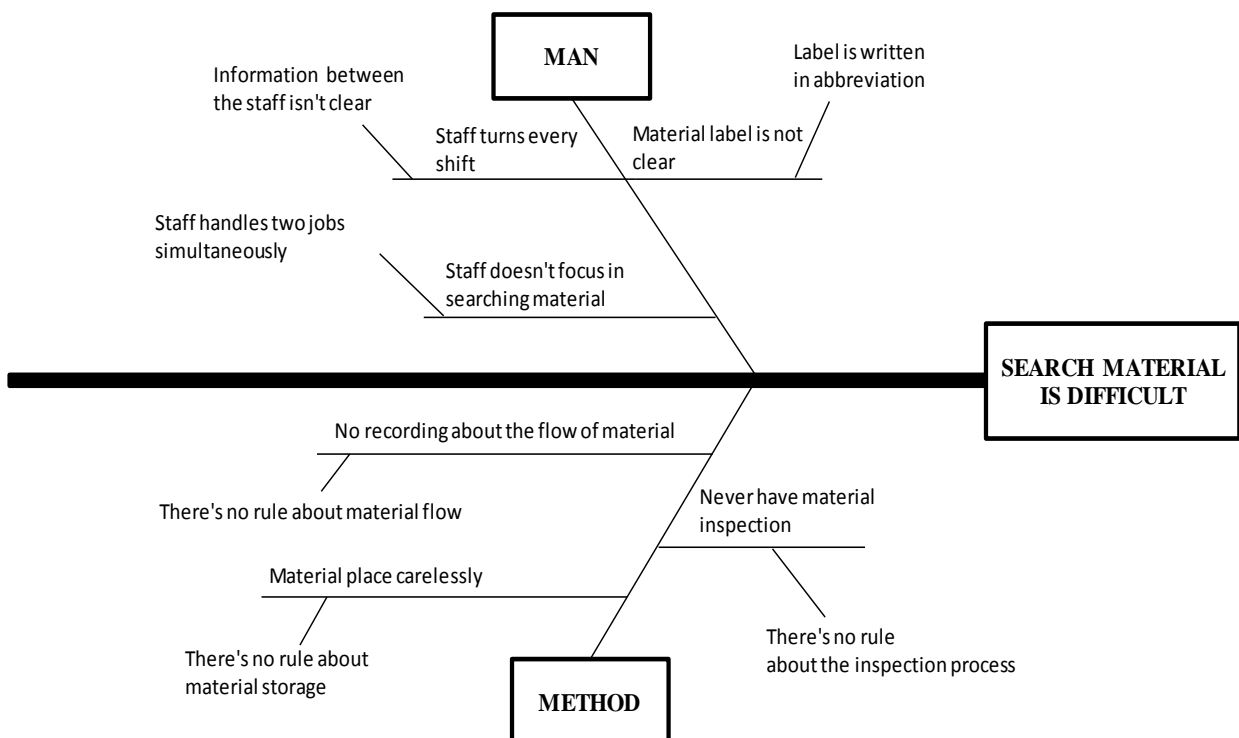 MAN
Label is written
in abbreviation
Information between
the staff isn't clear
Staff turns every
shift
Material label is not
clear
Staff handles two jobs
simultaneously
Staff doesn't focus in
searching material
SEARCH MATERIAL
IS DIFFICULT
No recording about the flow of material
There's no rule about material flow
Never have material
inspection
Material place carelessly
There's no rule
about the inspection process
There's no rule about
material storage
METHOD